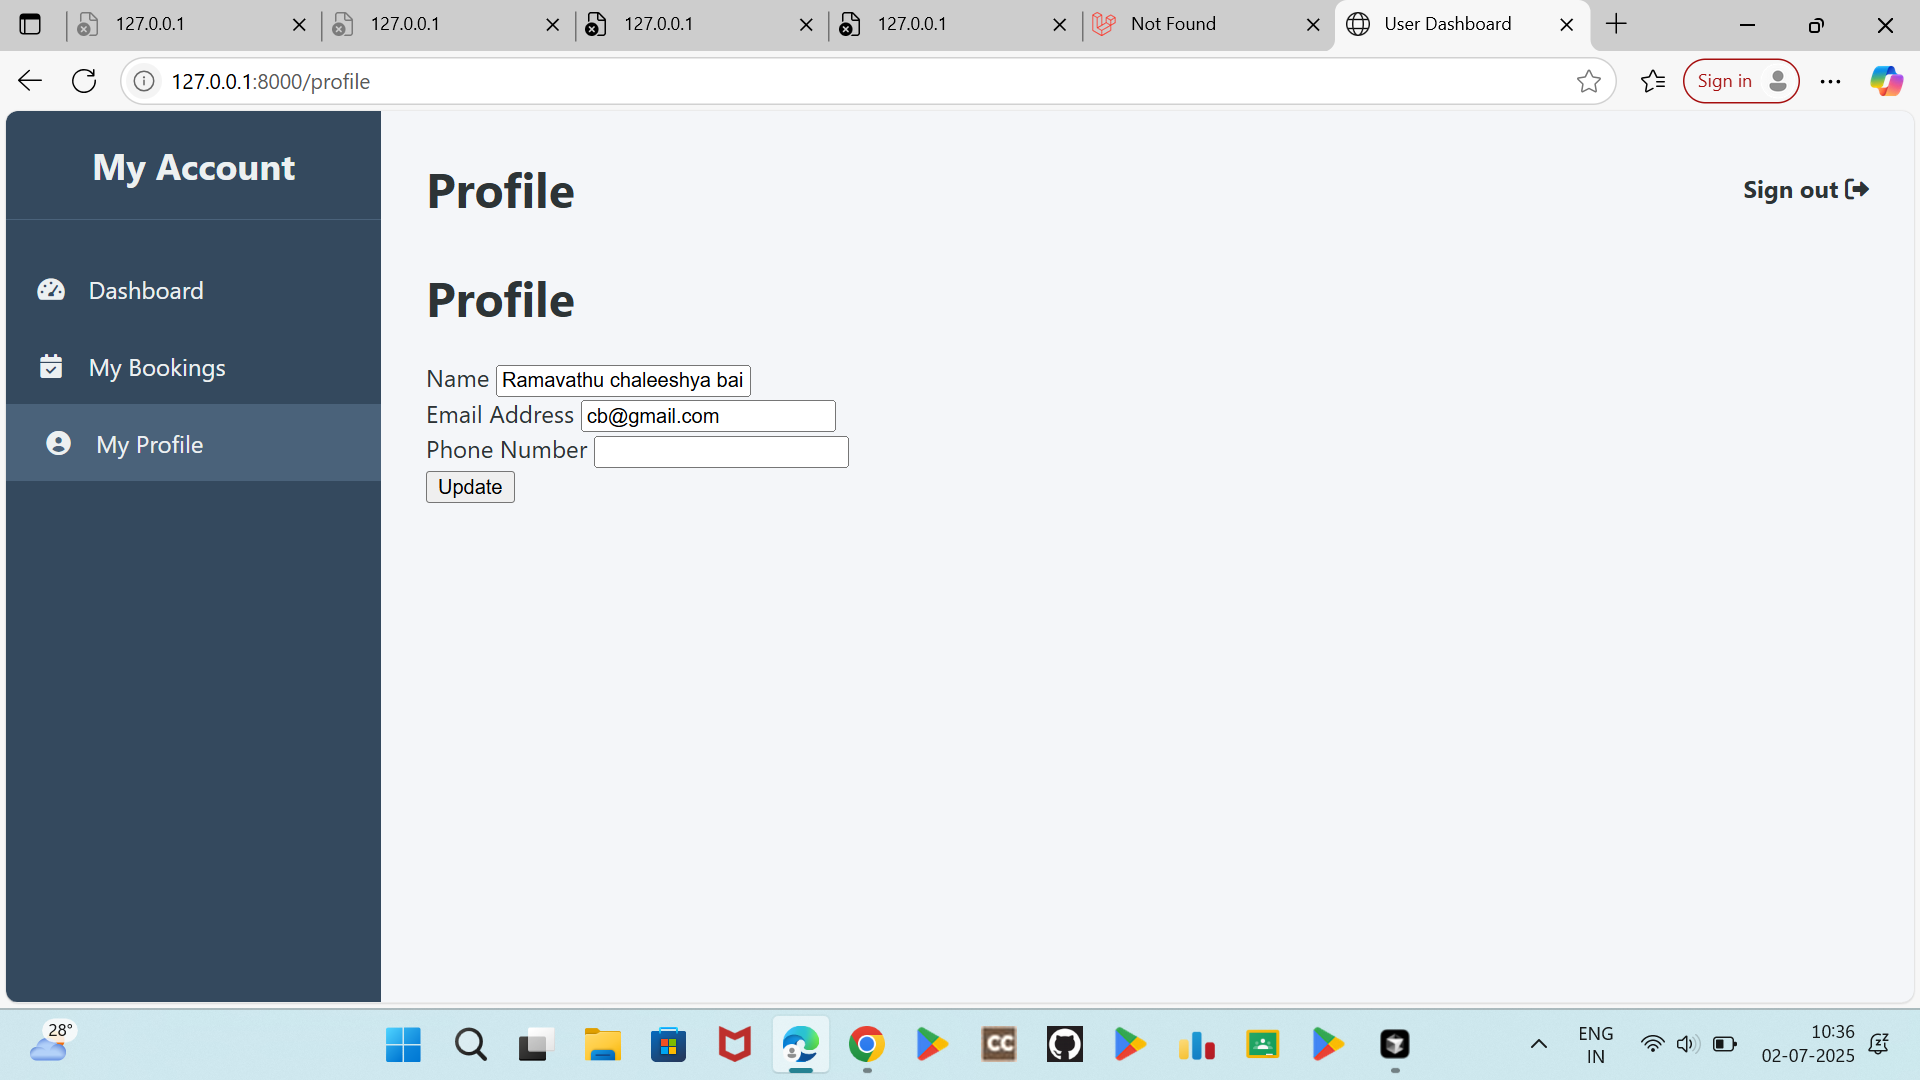 127.0.0.1
127.0.0.1
127.0.0.1
127.0.0.1
Not Found
User Dashboard
127.0.0.1:8000/profile
Sign in
My Account
Dashboard
My Bookings
My Profile
Profile
Sign out
Profile
Name Ramavathu chaleeshya bai
Email Address cb@gmail.com
Phone Number
Update
28°
CC
ENG
IN
10:36
02-07-2025